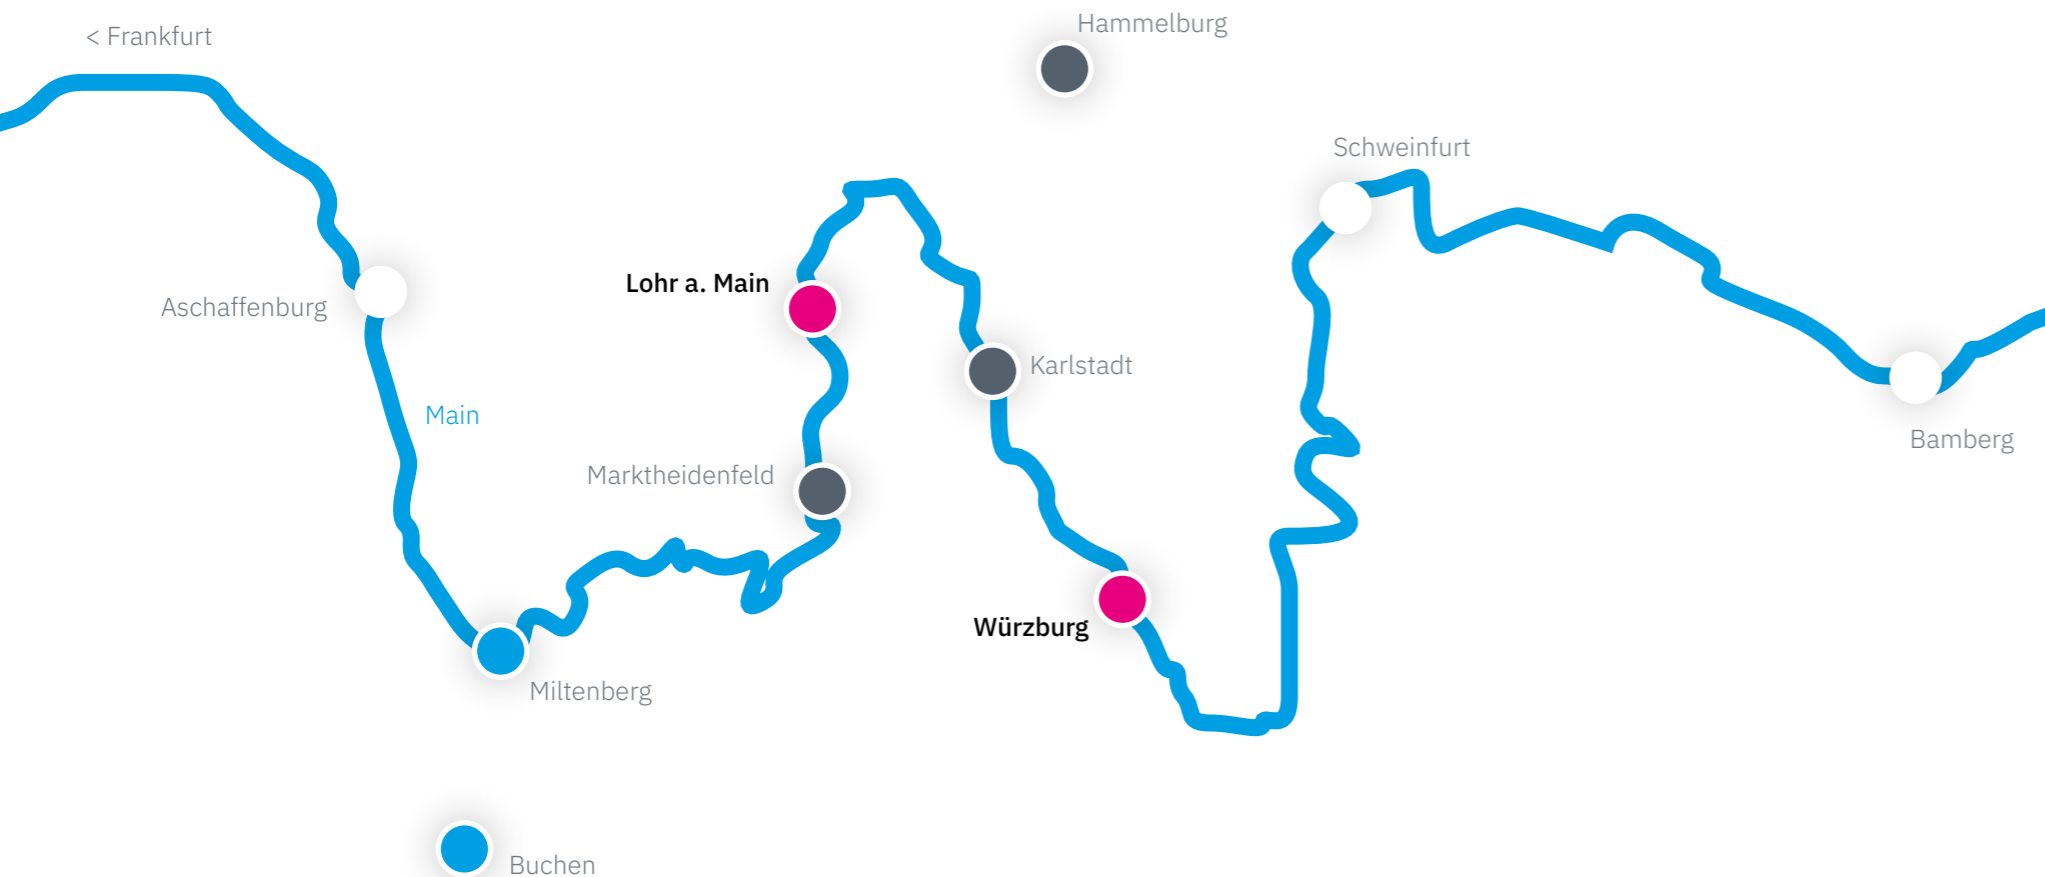 Hammelburg
< Frankfurt
Schweinfurt
Lohr a. Main
Aschaffenburg
Karlstadt
Main
Bamberg
Marktheidenfeld
Würzburg
Miltenberg
Buchen